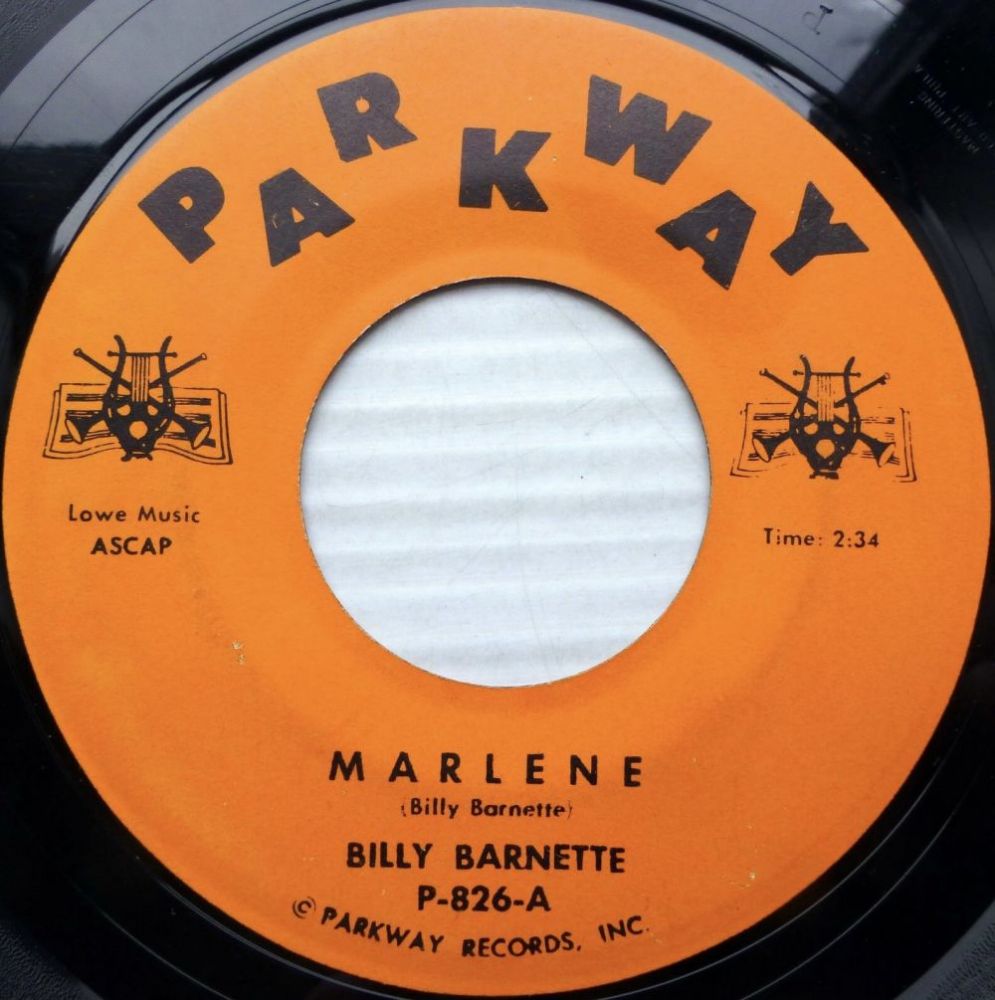 PARKWAY
Lowe Music
ASCAP
Time: 2:34
MARLENE
(Billy Barnette)
BILLY BARNETTE
P-826-A
© PARKWAY RECORDS, INC.